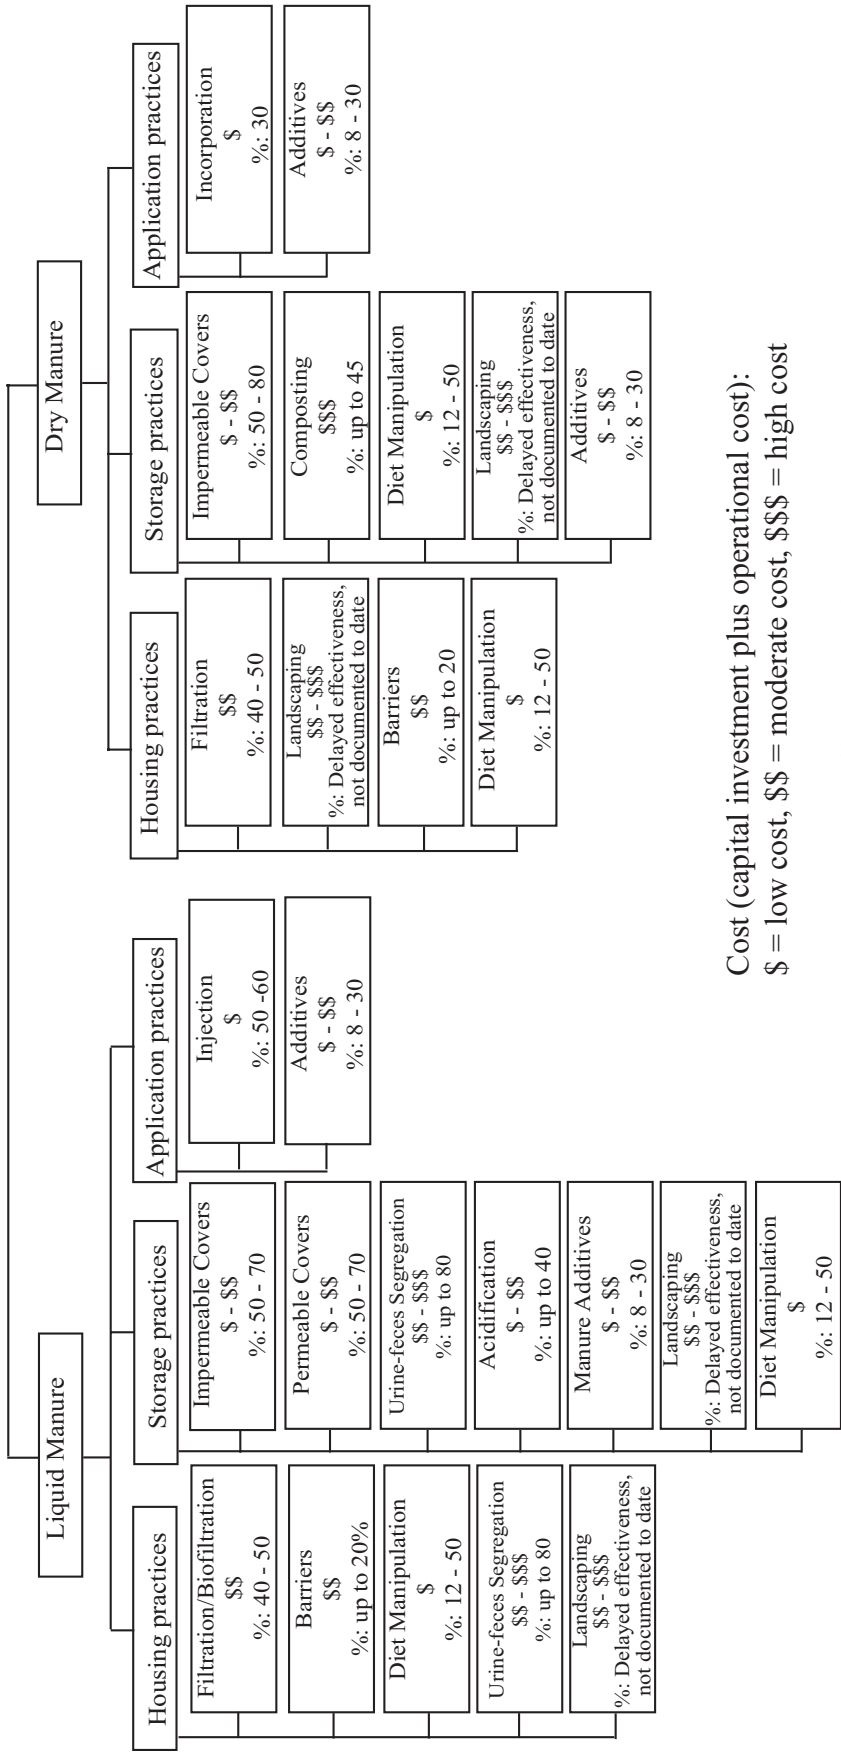 Liquid Manure
Housing practices
Filtration/Biofiltration
$$
%: 40 - 50
Barriers
$$
%: up to 20%
Diet Manipulation
$
%: 12 - 50
Urine-feces Segregation
$$ - $$$
%: up to 80
Landscaping
$$ - $$$
%: Delayed effectiveness,
not documented to date
Storage practices
Impermeable Covers
$ - $$
%: 50 - 70
Permeable Covers
$ - $$
%: 50 - 70
Urine-feces Segregation
$$ - $$$
%: up to 80
Acidification
$ - $$
%: up to 40
Manure Additives
$ - $$
%: 8 - 30
Landscaping
$$ - $$$
%: Delayed effectiveness,
not documented to date
Diet Manipulation
$
%: 12 - 50
Application practices
Injection
$
%: 50 -60
Additives
$ - $$
%: 8 - 30
Dry Manure
Housing practices
Filtration
$$
%: 40 - 50
Landscaping
$$ - $$$
%: Delayed effectiveness,
not documented to date
Barriers
$$
%: up to 20
Diet Manipulation
$
%: 12 - 50
Storage practices
Impermeable Covers
$ - $$
%: 50 - 80
Composting
$$$
%: up to 45
Diet Manipulation
$
%: 12 - 50
Landscaping
$$ - $$$
%: Delayed effectiveness,
not documented to date
Additives
$ - $$
%: 8 - 30
Application practices
Incorporation
$
%: 30
Additives
$ - $$
%: 8 - 30
Cost (capital investment plus operational cost):
$ = low cost, $$ = moderate cost, $$$ = high cost